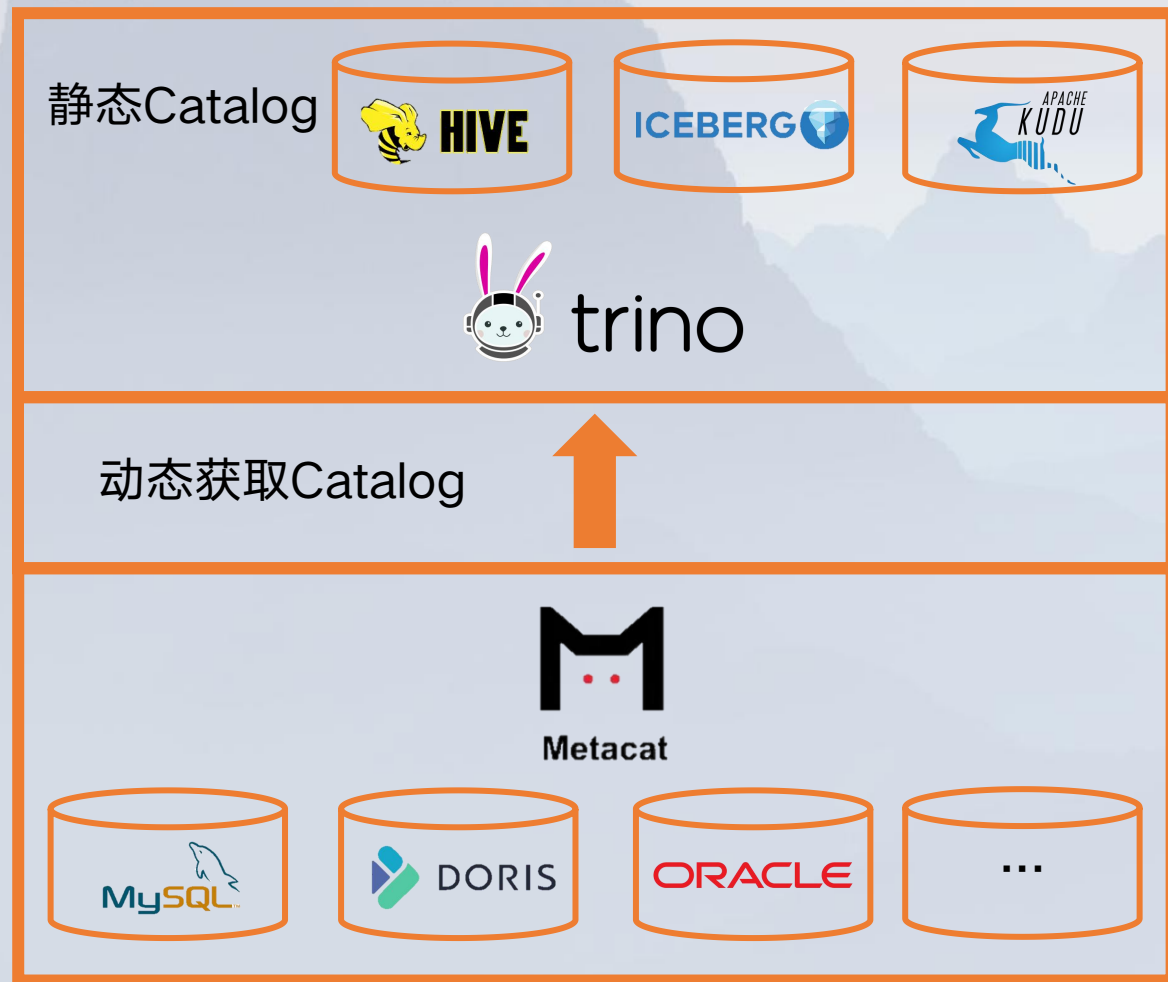 静态Catalog
HIVE
ICEBERG
APACHE
KUDU
trino
动态获取Catalog
Metacat
MySQL
DORIS
ORACLE
...